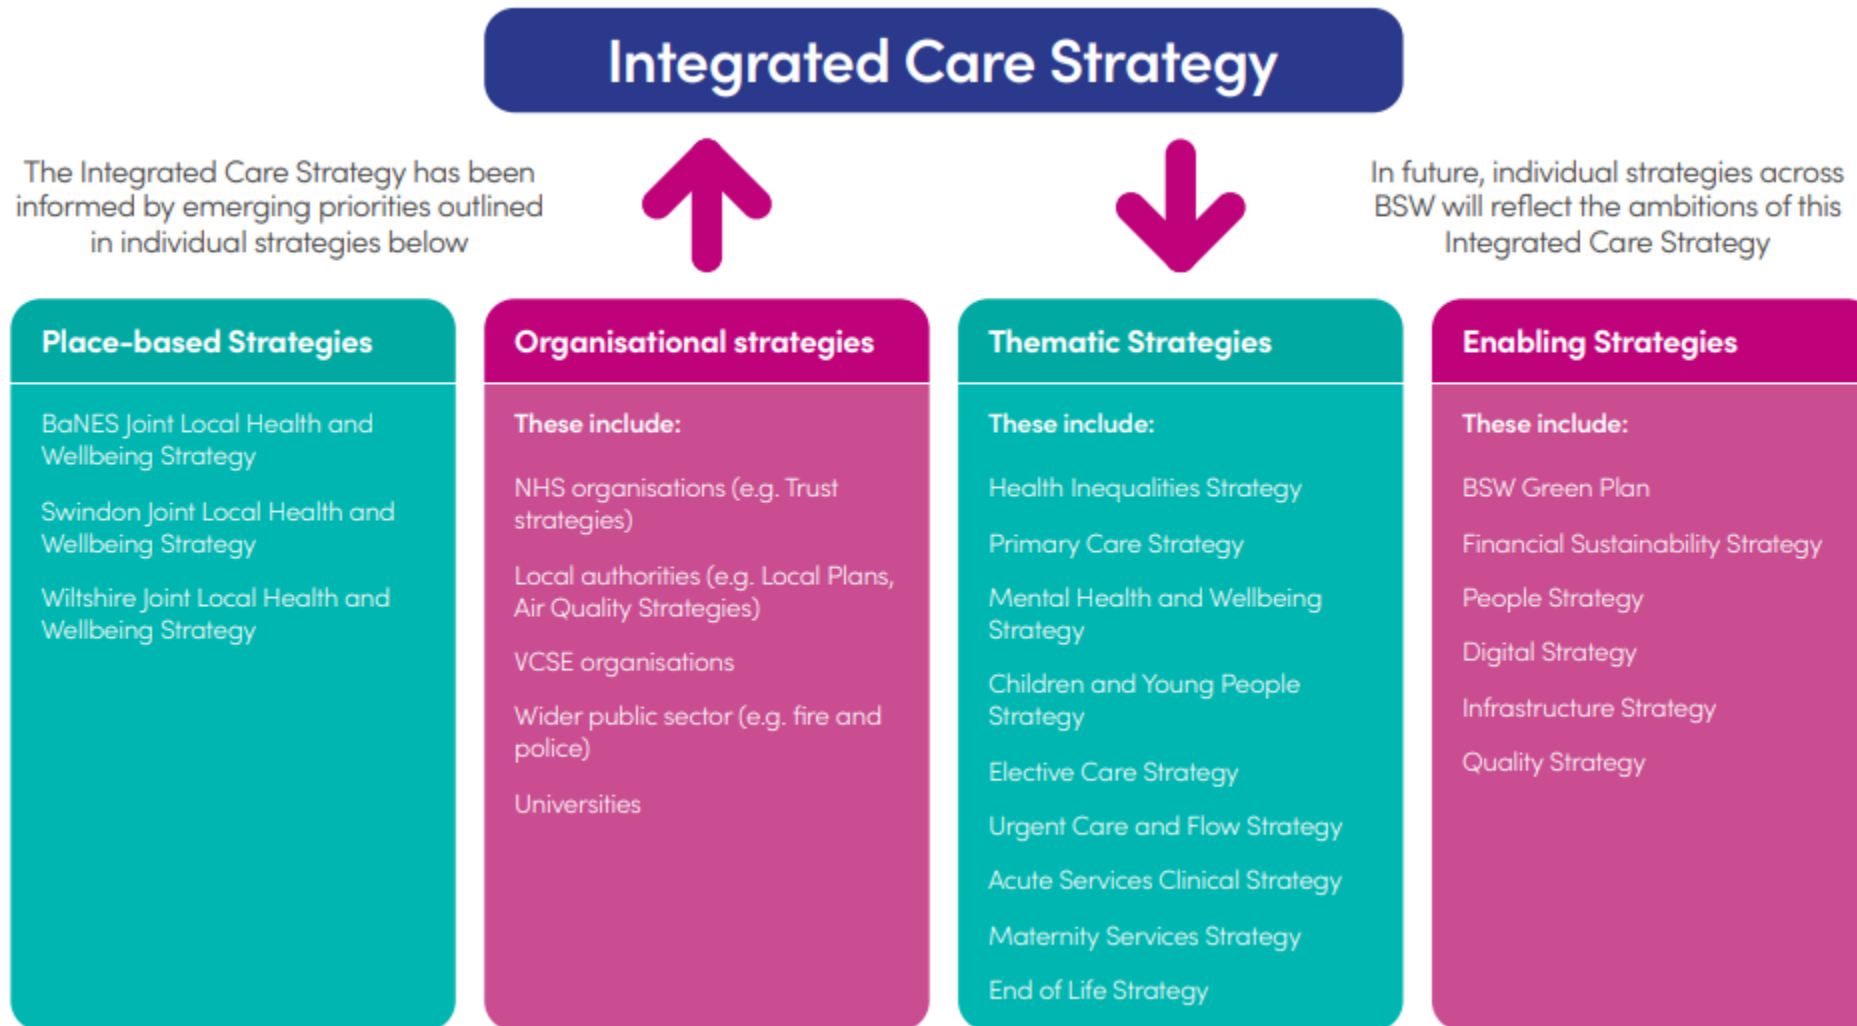 Integrated Care Strategy
The Integrated Care Strategy has been
informed by emerging priorities outlined
in individual strategies below
In future, individual strategies across
BSW will reflect the ambitions of this
Integrated Care Strategy
Place-based Strategies
BaNES Joint Local Health and
Wellbeing Strategy
Swindon Joint Local Health and
Wellbeing Strategy
Wiltshire Joint Local Health and
Wellbeing Strategy
Organisational strategies
These include:
NHS organisations (e.g. Trust
strategies)
Local authorities (e.g. Local Plans,
Air Quality Strategies)
VCSE organisations
Wider public sector (e.g. fire and
police)
Universities
Thematic Strategies
These include:
Health Inequalities Strategy
Primary Care Strategy
Mental Health and Wellbeing
Strategy
Children and Young People
Strategy
Elective Care Strategy
Urgent Care and Flow Strategy
Acute Services Clinical Strategy
Maternity Services Strategy
End of Life Strategy
Enabling Strategies
These include:
BSW Green Plan
Financial Sustainability Strategy
People Strategy
Digital Strategy
Infrastructure Strategy
Quality Strategy